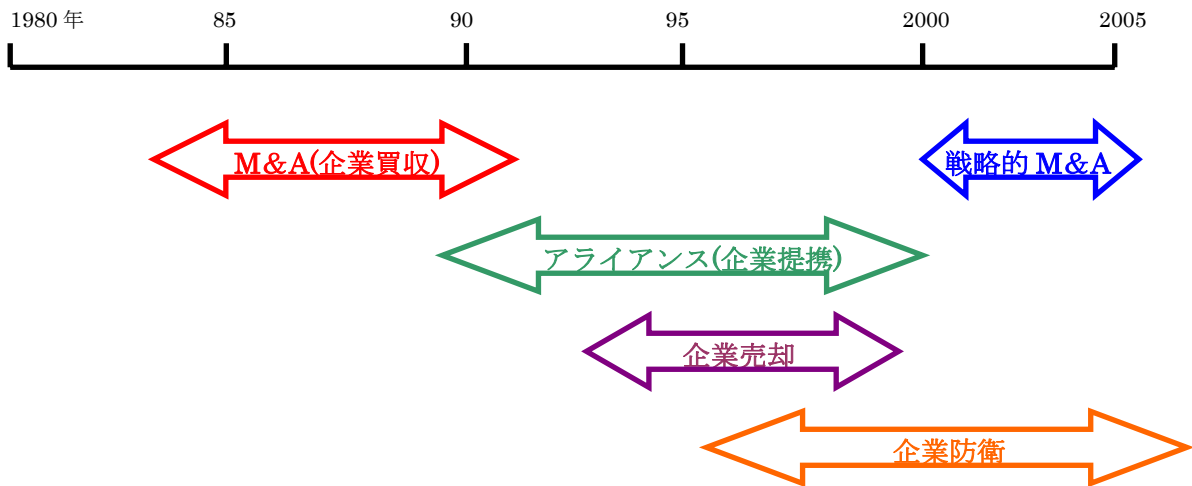 1980年 85 90 95 2000 2005
M&A(企業買収) 戦略的M&A
アライアンス(企業提携)
企業売却
企業防衛